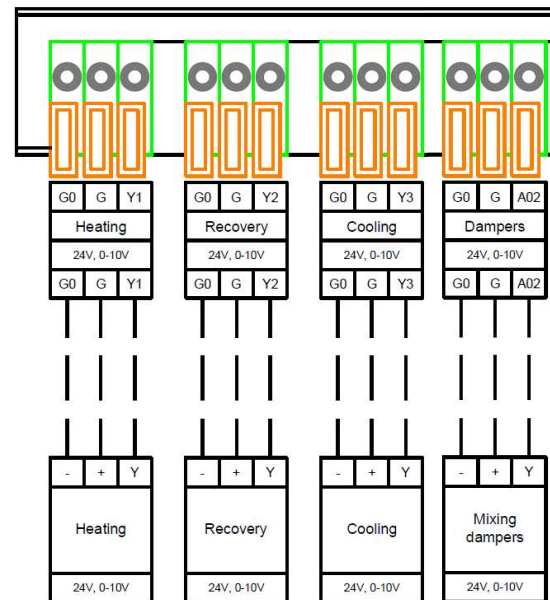 G0 G Y1 G0 G Y2 G0 G Y3 G0 G A02
Heating Recovery Cooling Dampers
24V, 0-10V 24V, 0-10V 24V, 0-10V 24V, 0-10V
G0 G Y1 G0 G Y2 G0 G Y3 G0 G A02
- + Y - + Y - + Y - + Y
Heating Recovery Cooling Mixing
dampers
24V, 0-10V 24V, 0-10V 24V, 0-10V 24V, 0-10V